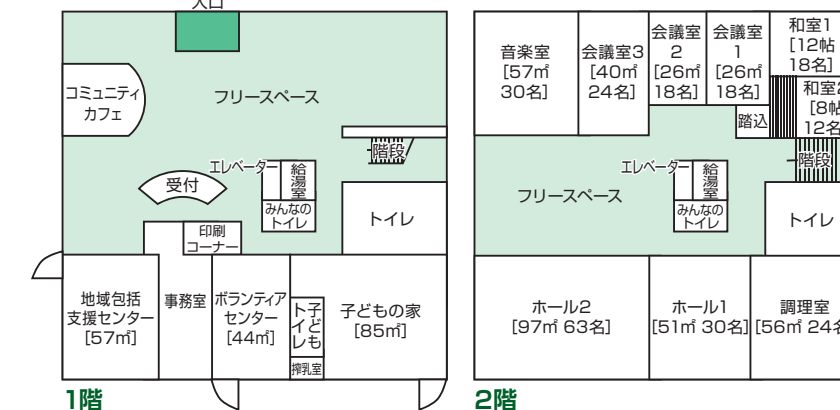 入口
コミュニティ
カフェ
フリースペース
階段
エレベーター
給湯室
みんなの
トイレ
受付
印刷
コーナー
トイレ
地域包括
支援センター
[57㎡]
事務室
ボランティア
センター
[44㎡]
子ども
トイレ
搾乳室
子どもの家
[85㎡]
1階
音楽室
[57㎡
30名]
会議室3
[40㎡
24名]
会議室
2
[26㎡
18名]
会議室
1
[26㎡
18名]
和室1
[12帖
18名]
和室2
[8帖
12名
踏込
階段
エレベーター
給湯室
みんなの
トイレ
フリースペース
トイレ
ホール2
[97㎡ 63名]
ホール1
[51㎡ 30名]
調理室
[56㎡ 24名
2階